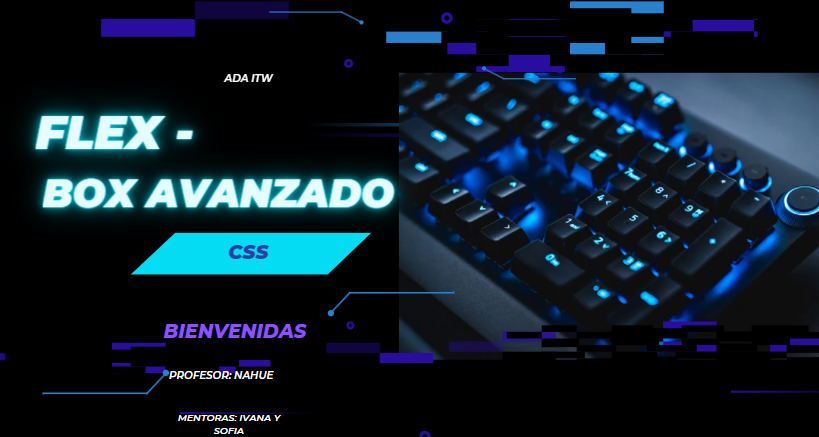 ADA ITW
FLEX -
BOX AVANZADO
CSS
BIENVENIDAS
PROFESOR: NAHUE
MENTORAS: IVANA Y
SOFIA